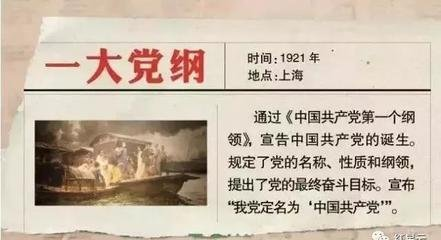 一大党纲
时间:1921年
地点:上海
通过《中国共产党第一个纲
领》,宣告中国共产党的诞生。
规定了党的名称、性质和纲领,
提出了党的最终奋斗目标。宣布
“我党定名为‘中国共产党’”。